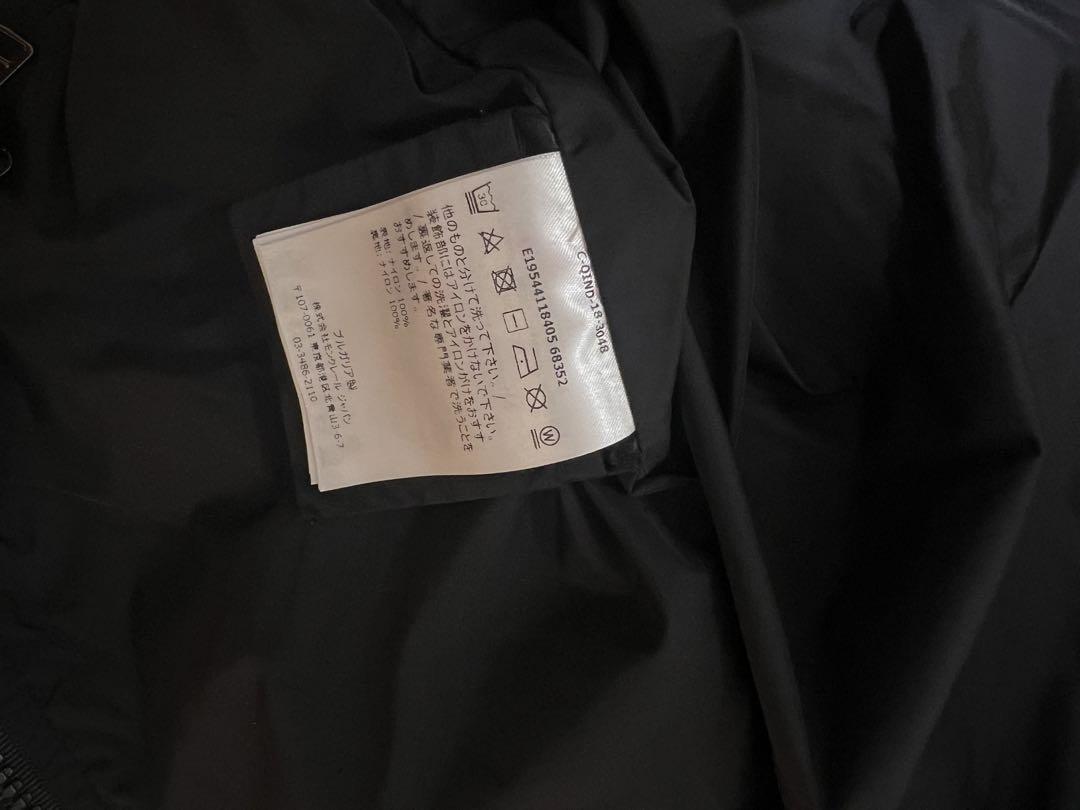 C-QIND-18-3048
E19544118405 68352
3C
W
他のものと分けて洗って下さい。/
装飾部にはアイロンをかけないで下さい。
/裏返しての洗濯とアイロンがけをおすす
めします。/著名な専門業者で洗うことを
おすすめします。
表地: ナイロン 100%
裏地: ナイロン 100%
ブルガリア製
株式会社モンクレール ジャパン
〒107-0061 東京都港区北青山3-6-7
03-3486-2110